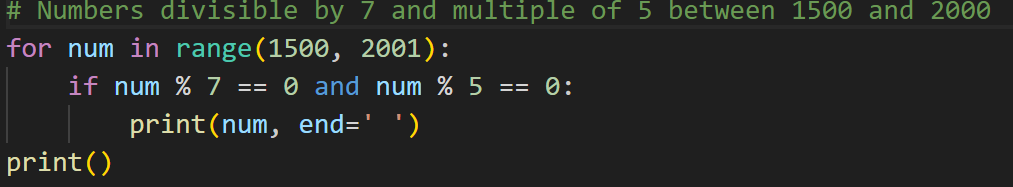 # Numbers divisible by 7 and multiple of 5 between 1500 and 2000
for num in range(1500, 2001):
    if num % 7 == 0 and num % 5 == 0:
        print(num, end=' ')
print()